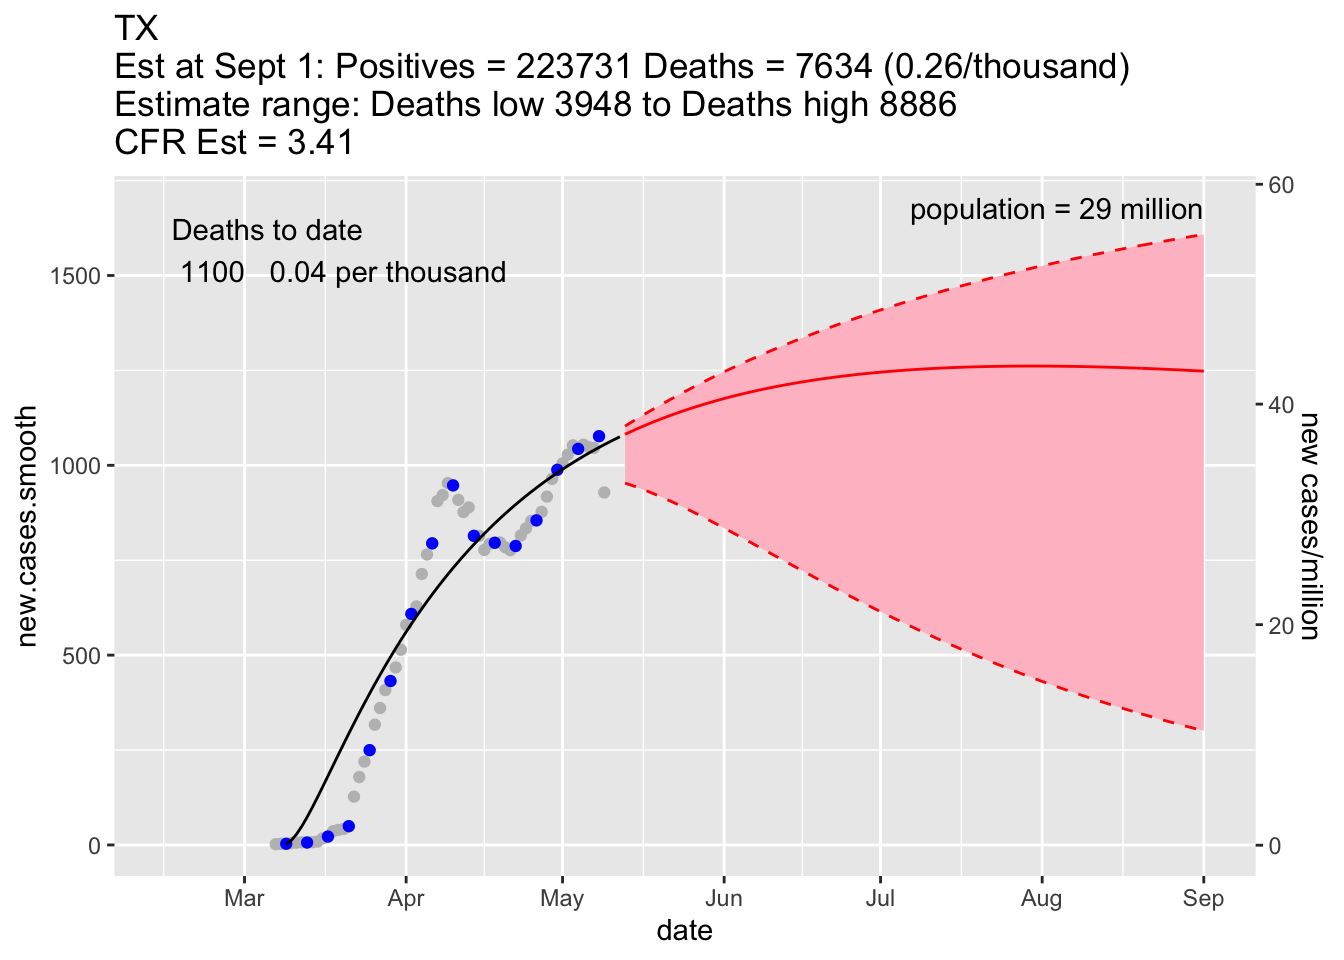 TX
Est at Sept 1: Positives = 223731 Deaths = 7634 (0.26/thousand)
Estimate range: Deaths low 3948 to Deaths high 8886
CFR Est = 3.41
Deaths to date
1100 0.04 per thousand
population = 29 million
1500
1000
500
0
new.cases.smooth
60
40
20
0
new cases/million
Mar Apr May Jun Jul Aug Sep
date